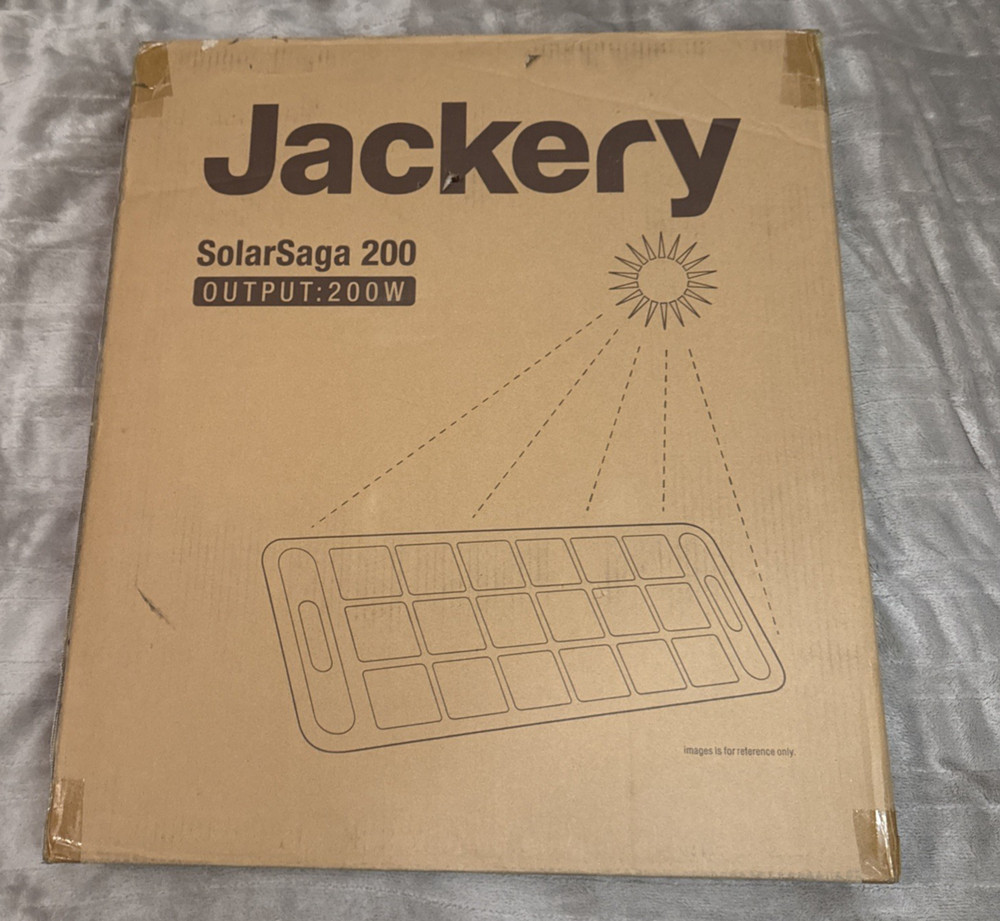 Jackery
SolarSaga 200
OUTPUT:200W
images is for reference only.